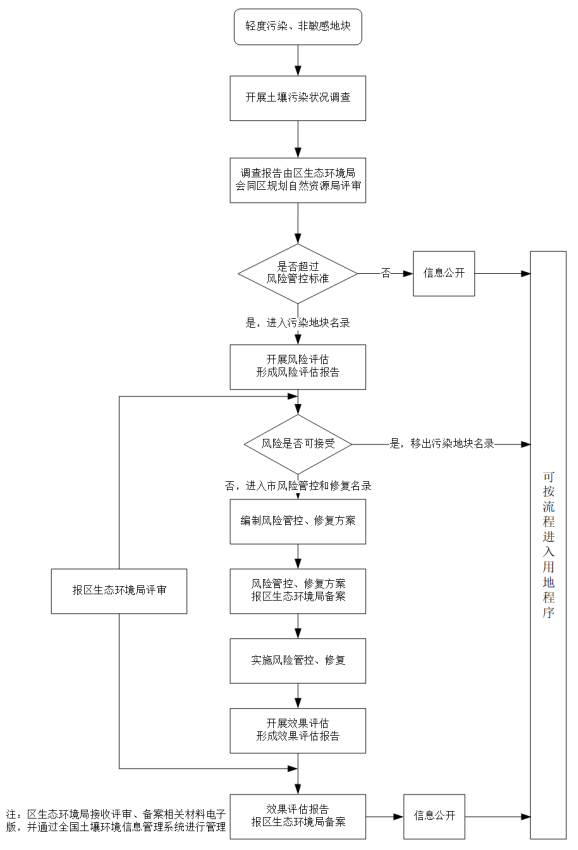 轻度污染、非敏感地块
开展土壤污染状况调查
调查报告由区生态环境局
会同区规划自然资源局评审
是否超过
风险管控标准
否
信息公开
是，进入污染地块名录
开展风险评估
形成风险评估报告
风险是否可接受
是，移出污染地块名录
否，进入市风险管控和修复名录
编制风险管控、修复方案
可按流程进入用地程序
报区生态环境局评审
风险管控、修复方案
报区生态环境局备案
实施风险管控、修复
开展效果评估
形成效果评估报告
效果评估报告
报区生态环境局备案
信息公开
注：区生态环境局接收评审、备案相关材料电子
版，并通过全国土壤环境信息管理系统进行管理